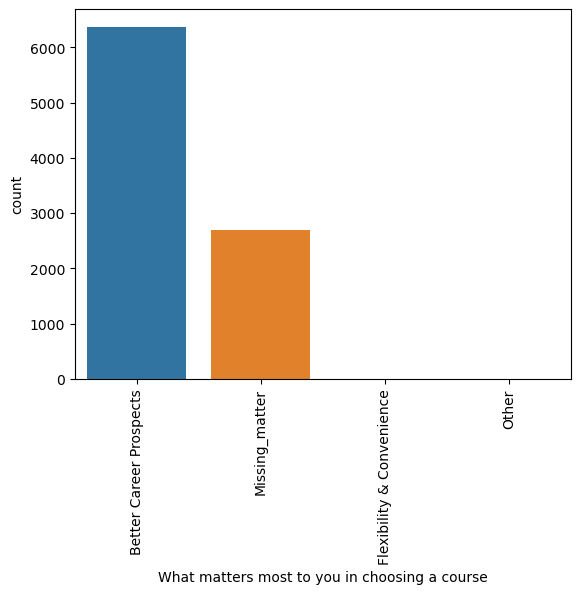 6000
5000
4000
3000
2000
1000
0
count
Better Career Prospects
Missing_matter
Flexibility & Convenience
Other
What matters most to you in choosing a course